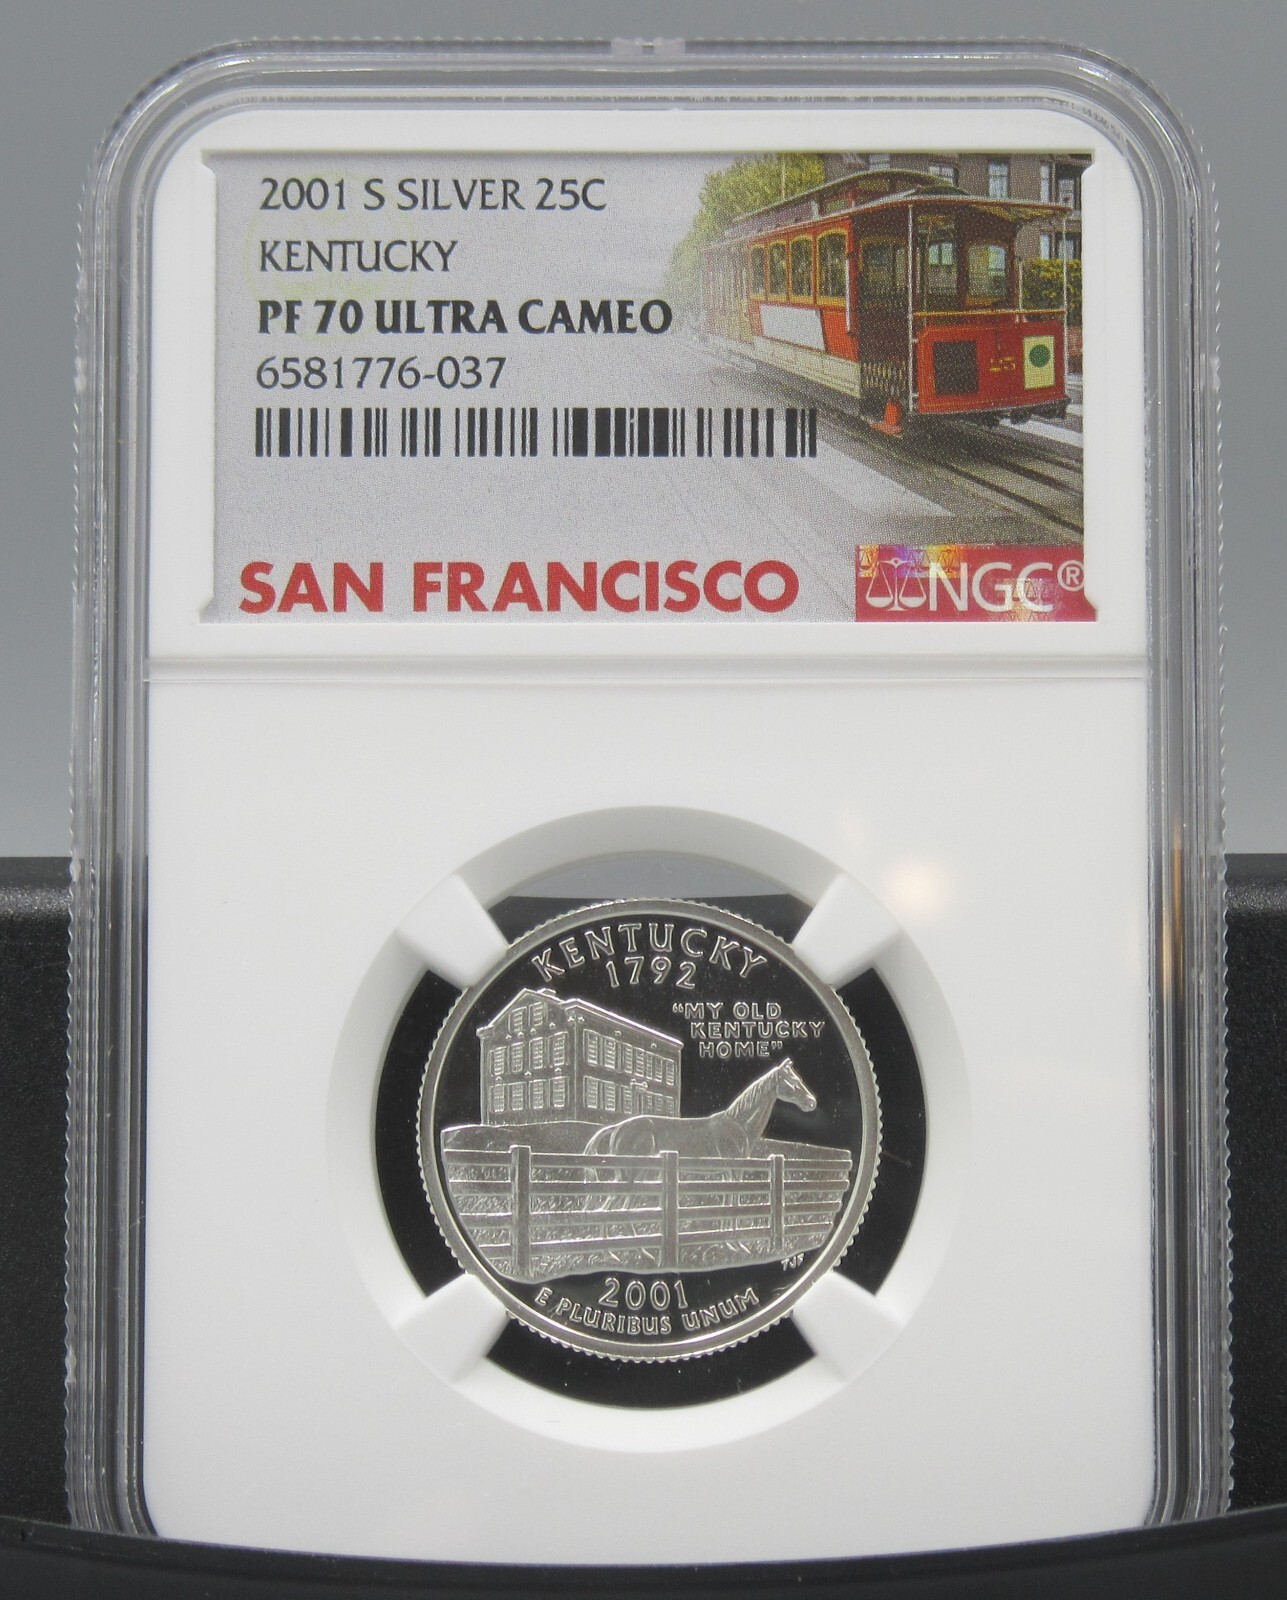 2001 S SILVER 25C
KENTUCKY
PF 70 ULTRA CAMEO
6581776-037
25
SAN FRANCISCO
NGC®
KENTUCKY
1792
"MY OLD
KENTUCKY
HOME"
TJF
2001
E PLURIBUS UNUM